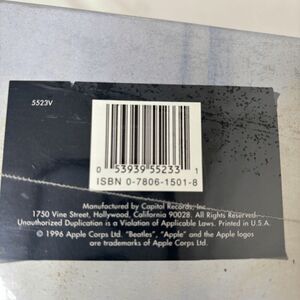 5523V
0 53939 55233 1
ISBN 0-7806-1501-8
Manufactured by Capitol Records, Inc.
1750 Vine Street, Hollywood, California 90028. All Rights Reserved.
Unauthorized Duplication is a Violation of Applicable Laws. Printed in U.S.A.
© 1996 Apple Corps Ltd. "Beatles", "Apple" and the Apple logos
are trademarks of Apple Corps Ltd.